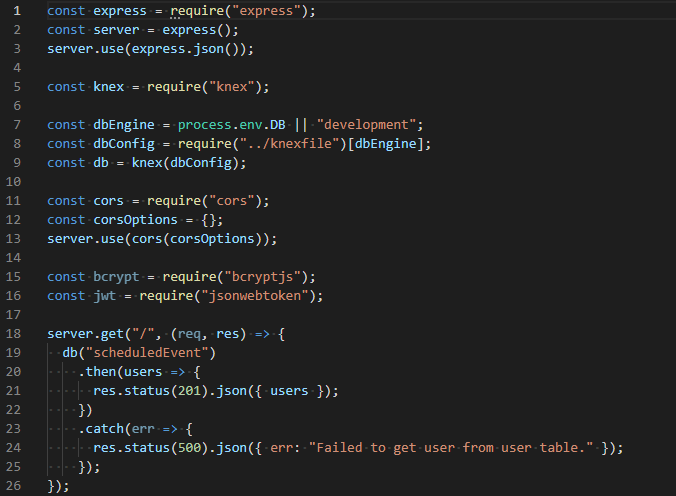 1 const express = require("express");
2 const server = express();
3 server.use(express.json());
4
5 const knex = require("knex");
6
7 const dbEngine = process.env.DB || "development";
8 const dbConfig = require("../knexfile")[dbEngine];
9 const db = knex(dbConfig);
10
11 const cors = require("cors");
12 const corsOptions = {};
13 server.use(cors(corsOptions));
14
15 const bcrypt = require("bcryptjs");
16 const jwt = require("jsonwebtoken");
17
18 server.get("/", (req, res) => {
19   db("scheduledEvent")
20     .then(users => {
21       res.status(201).json({ users });
22     })
23     .catch(err => {
24       res.status(500).json({ err: "Failed to get user from user table." });
25     });
26 });